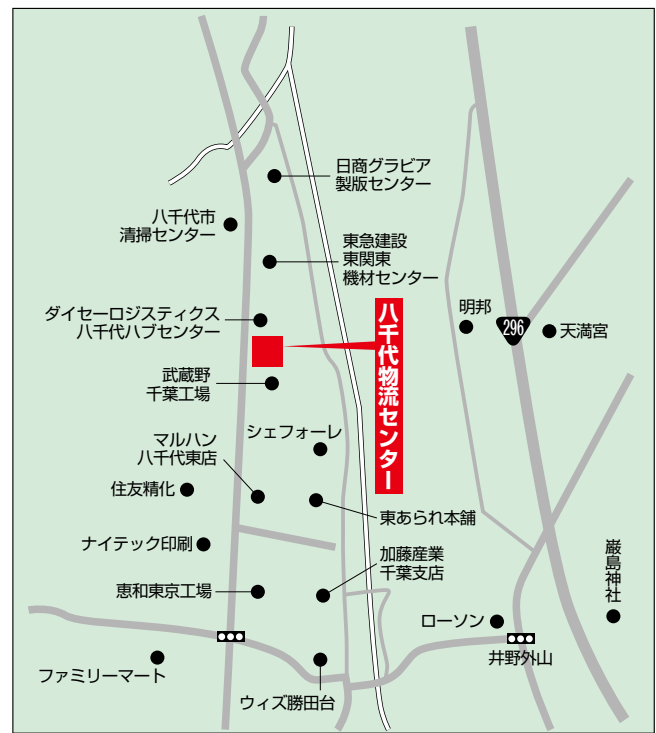 日商グラビア
製版センター
八千代市
清掃センター
東急建設
東関東
機材センター
ダイセーロジスティクス
八千代ハブセンター
八千代物流センター
明邦
296
天満宮
武蔵野
千葉工場
シェフォーレ
マルハン
八千代東店
住友精化
東あられ本舗
ナイテック印刷
加藤産業
千葉支店
厳島神社
恵和東京工場
ローソン
井野外山
ファミリーマート
ウィズ勝田台